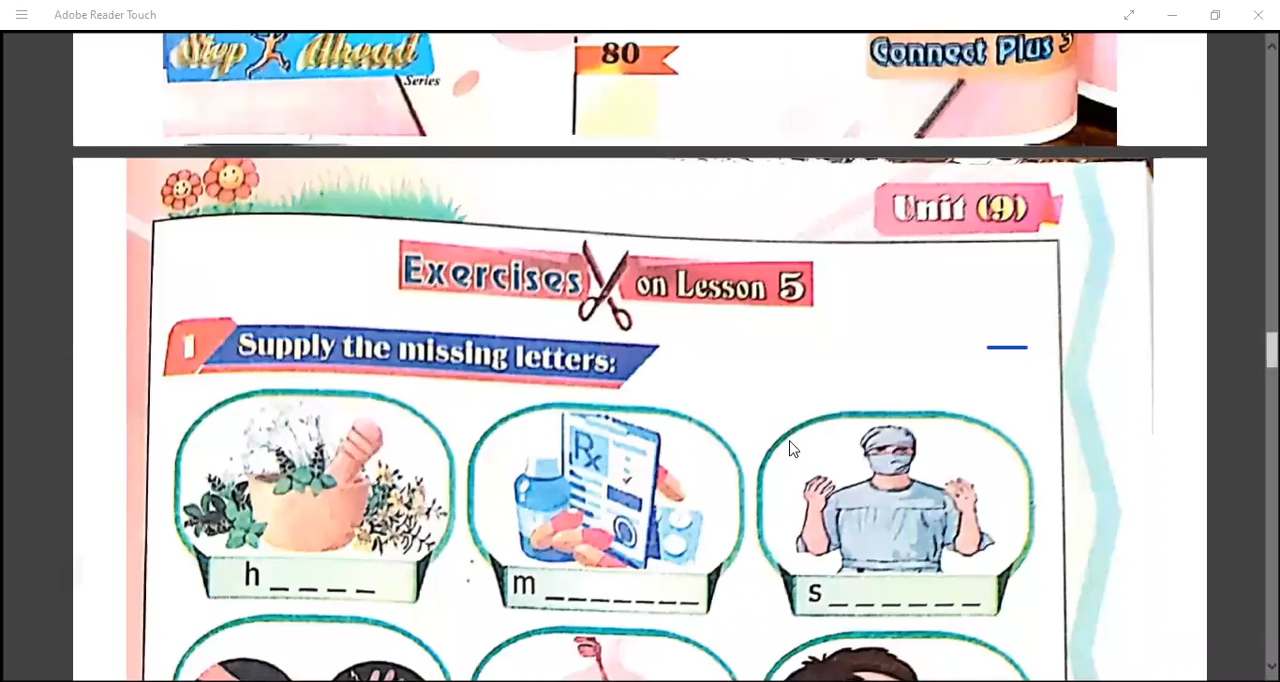 Adobe Reader Touch
Step Ahead
Series
80
Connect Plus 3
Unit (9)
Exercises on Lesson 5
1 Supply the missing letters:
Rx
h _ _ _ _
m _ _ _ _ _ _ _
s _ _ _ _ _ _